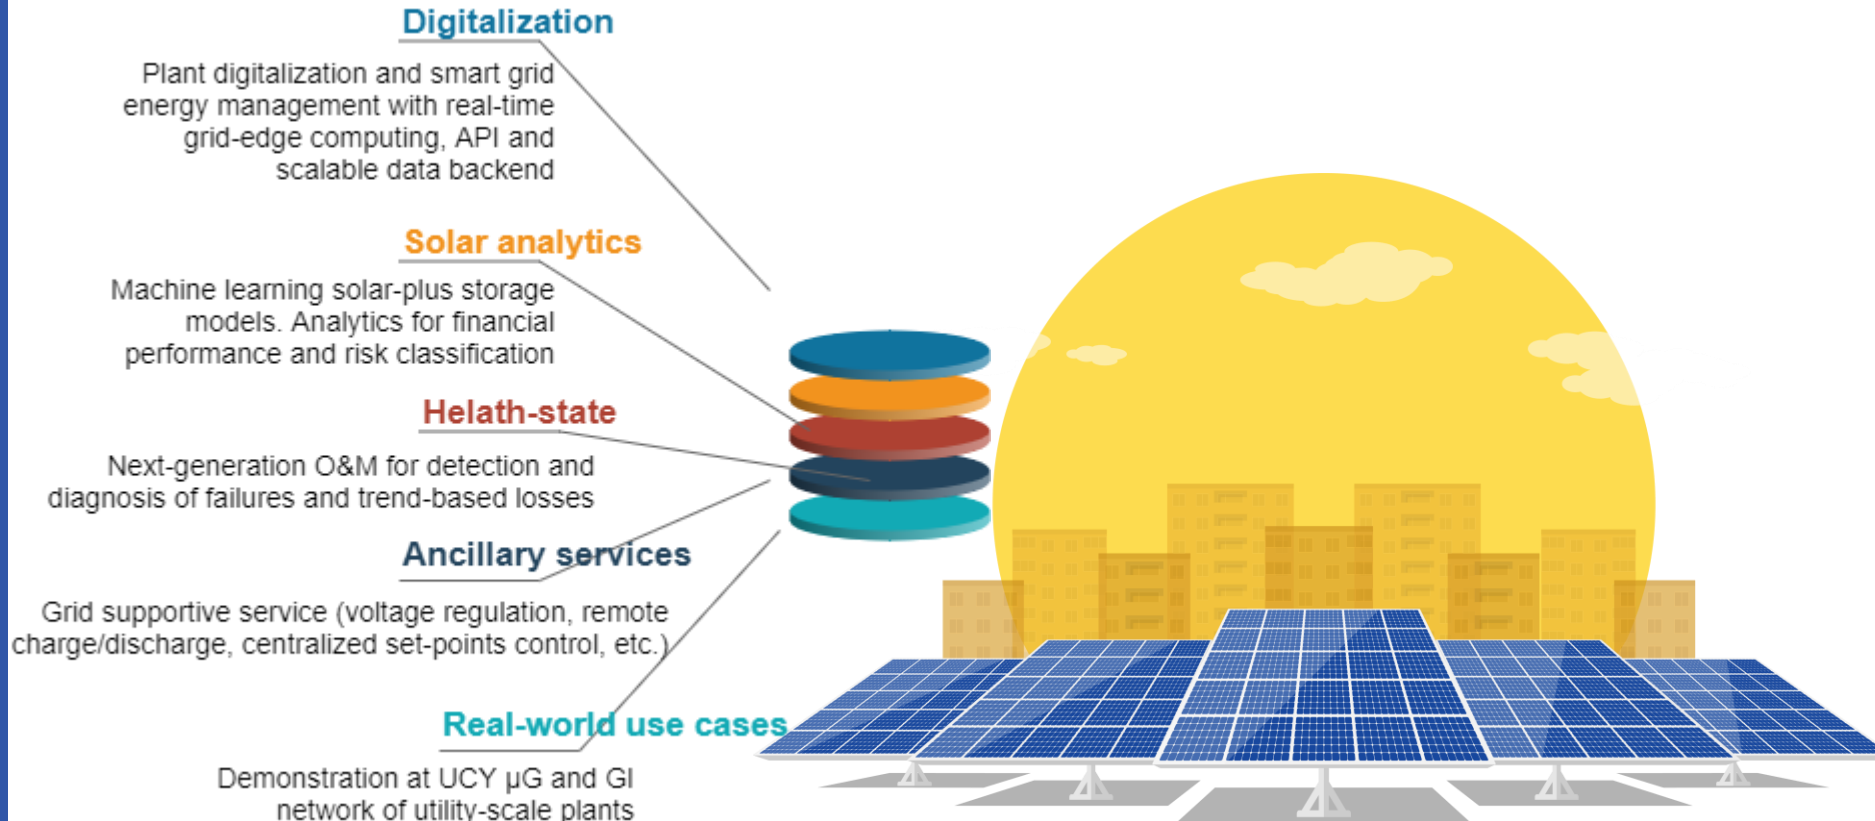 Digitalization
Plant digitalization and smart grid
energy management with real-time
grid-edge computing, API and
scalable data backend
Solar analytics
Machine learning solar-plus storage
models. Analytics for financial
performance and risk classification
Helath-state
Next-generation O&M for detection and
diagnosis of failures and trend-based losses
Ancillary services
Grid supportive service (voltage regulation, remote
charge/discharge, centralized set-points control, etc.)
Real-world use cases
Demonstration at UCY µG and GI
network of utility-scale plants